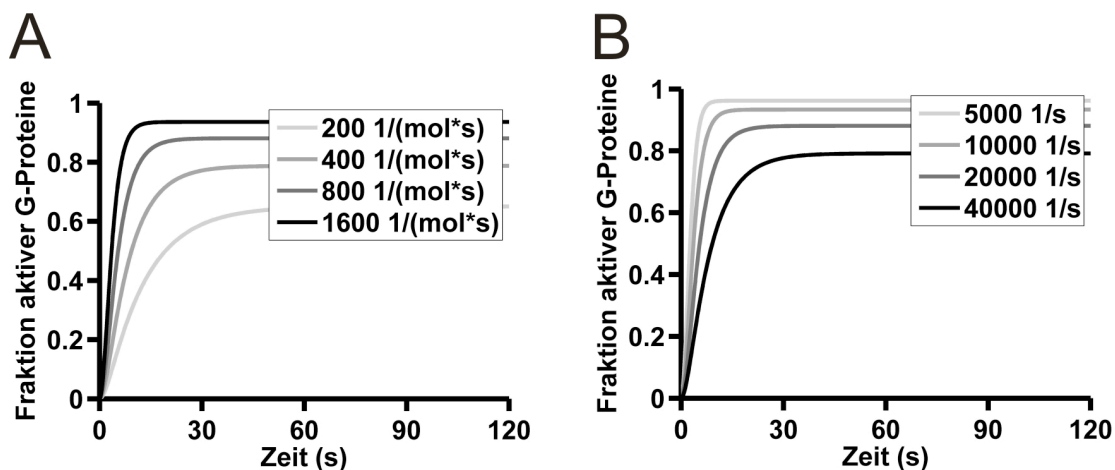 A
Fraktion aktiver G-Proteine
1
0.8
0.6
0.4
0.2
0
200 1/(mol*s)
400 1/(mol*s)
800 1/(mol*s)
1600 1/(mol*s)
0 30 60 90 120
Zeit (s)
B
Fraktion aktiver G-Proteine
1
0.8
0.6
0.4
0.2
0
5000 1/s
10000 1/s
20000 1/s
40000 1/s
0 30 60 90 120
Zeit (s)